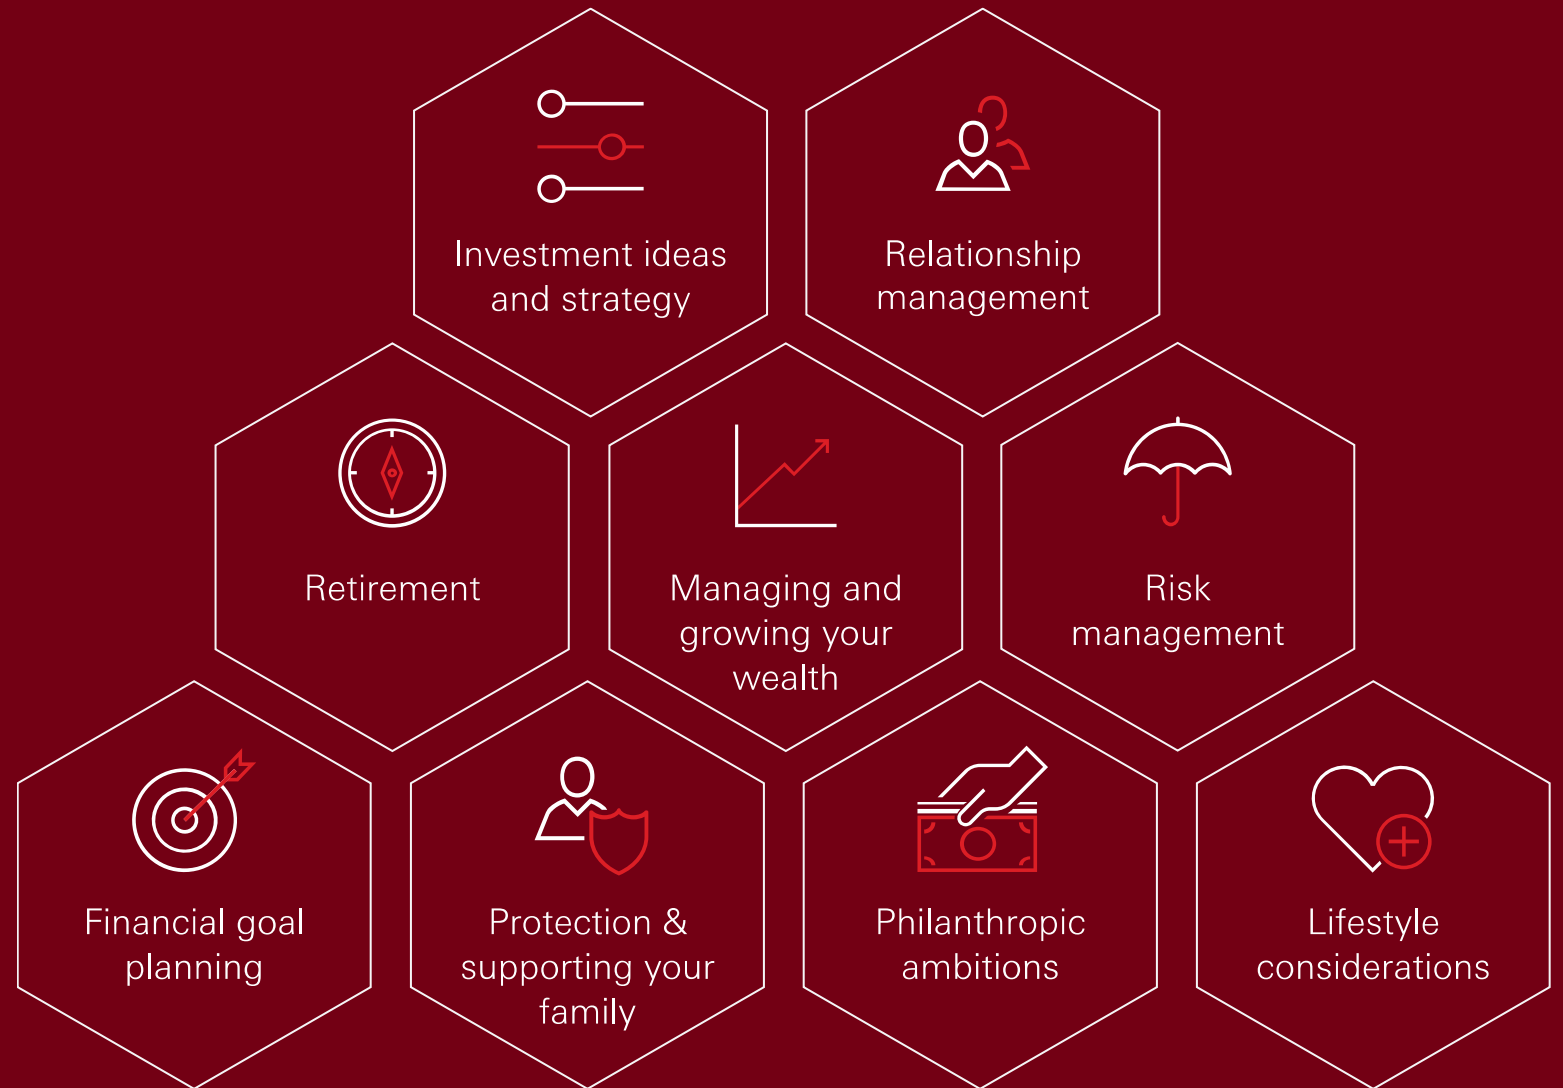 Investment ideas
and strategy
Relationship
management
Retirement
Managing and
growing your
wealth
Risk
management
Financial goal
planning
Protection &
supporting your
family
Philanthropic
ambitions
Lifestyle
considerations